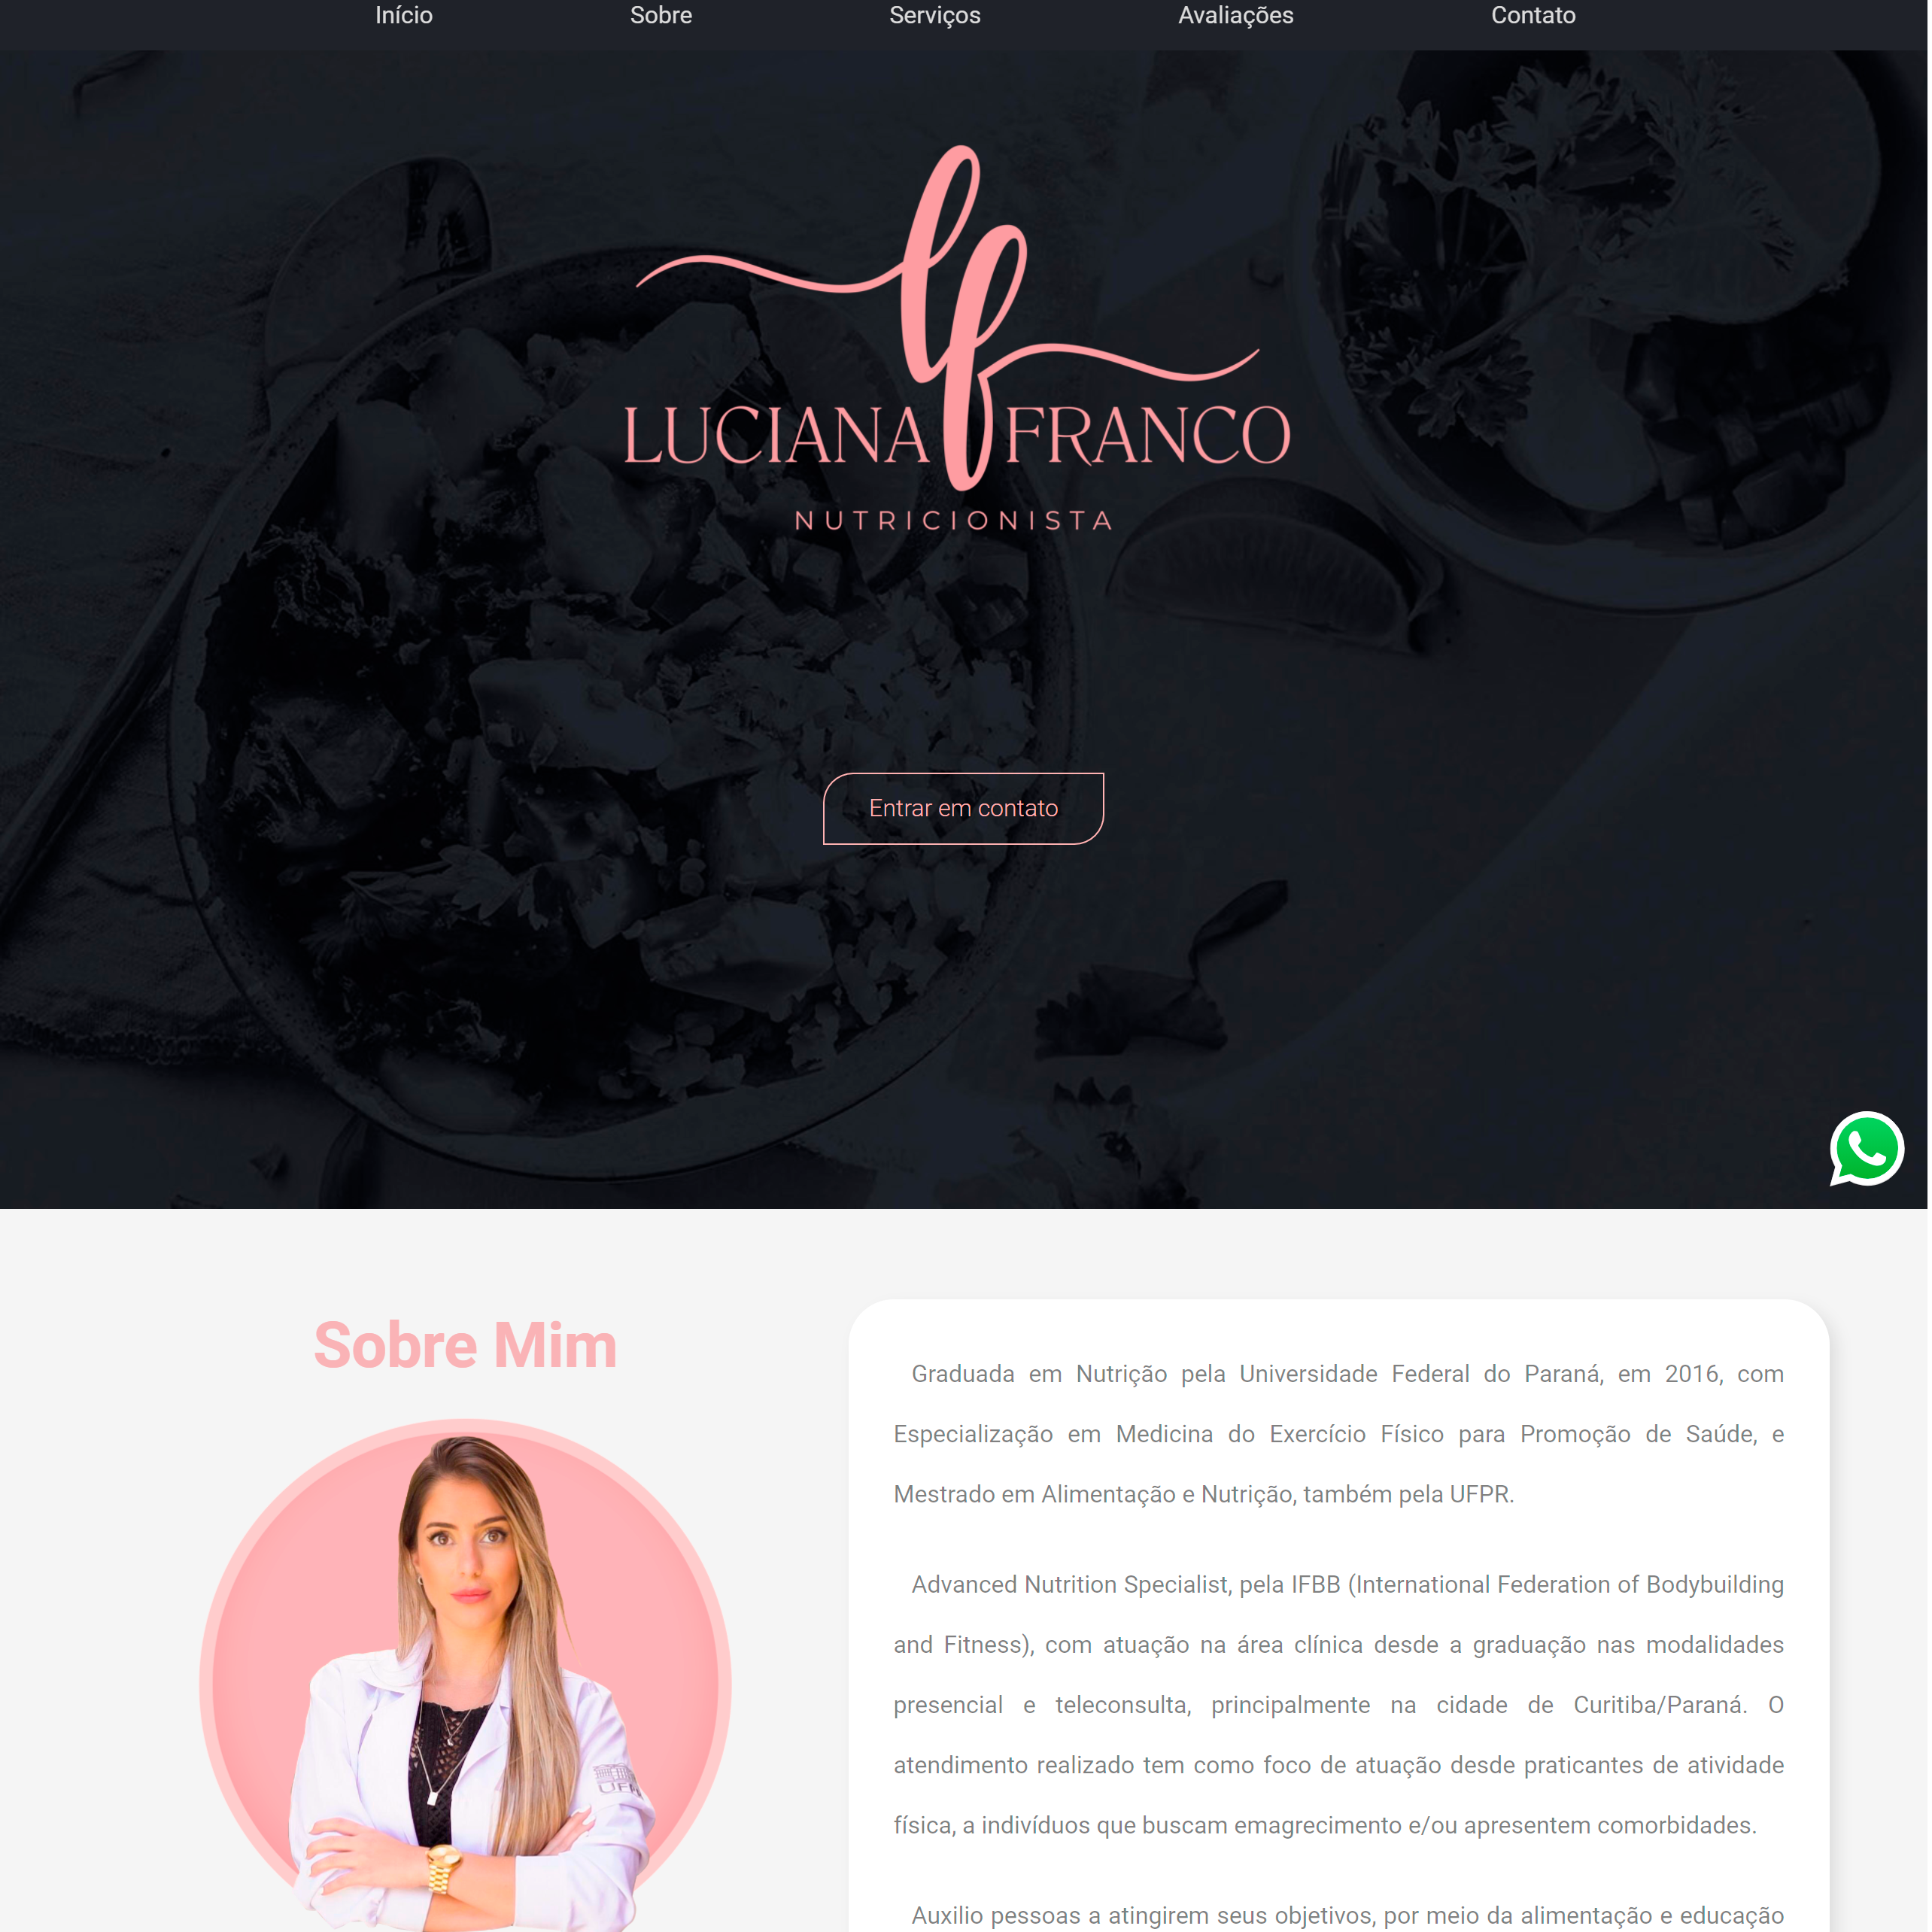 Início Sobre Serviços Avaliações Contato
lf
LUCIANA FRANCO
NUTRICIONISTA
Entrar em contato
Sobre Mim
Graduada em Nutrição pela Universidade Federal do Paraná, em 2016, com
Especialização em Medicina do Exercício Físico para Promoção de Saúde, e
Mestrado em Alimentação e Nutrição, também pela UFPR.
Advanced Nutrition Specialist, pela IFBB (International Federation of Bodybuilding
and Fitness), com atuação na área clínica desde a graduação nas modalidades
presencial e teleconsulta, principalmente na cidade de Curitiba/Paraná. O
atendimento realizado tem como foco de atuação desde praticantes de atividade
física, a indivíduos que buscam emagrecimento e/ou apresentem comorbidades.
Auxilio pessoas a atingirem seus objetivos, por meio da alimentação e educação